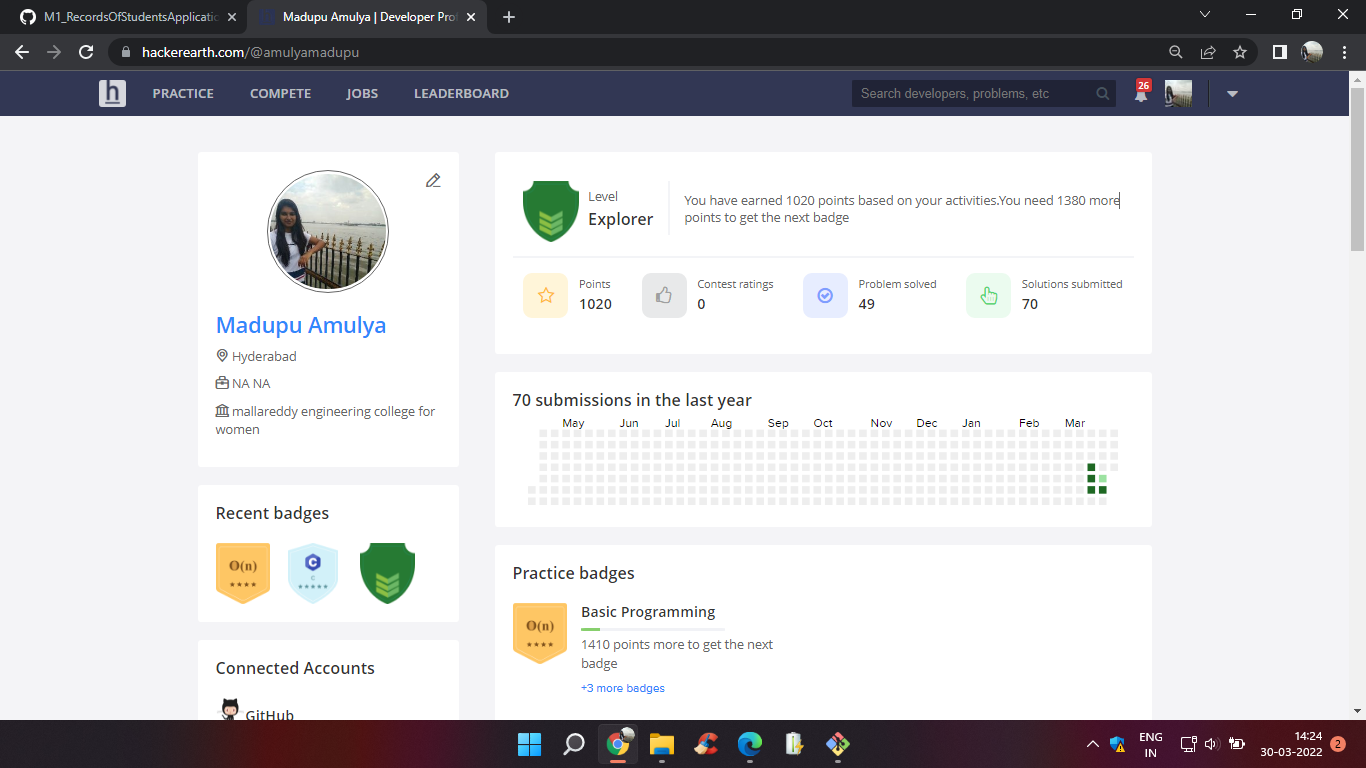 M1_RecordsOfStudentsApplicatio
Madupu Amulya | Developer Prof
hackerearth.com/@amulyamadupu
h
PRACTICE
COMPETE
JOBS
LEADERBOARD
Search developers, problems, etc
26
Madupu Amulya
Hyderabad
NA NA
mallareddy engineering college for
women
Recent badges
O(n)
C
C
Connected Accounts
GitHub
Level
Explorer
You have earned 1020 points based on your activities.You need 1380 more
points to get the next badge
Points
1020
Contest ratings
0
Problem solved
49
Solutions submitted
70
70 submissions in the last year
May Jun Jul Aug Sep Oct Nov Dec Jan Feb Mar
Practice badges
O(n)
Basic Programming
1410 points more to get the next
badge
+3 more badges
ENG
IN
14:24
30-03-2022
2